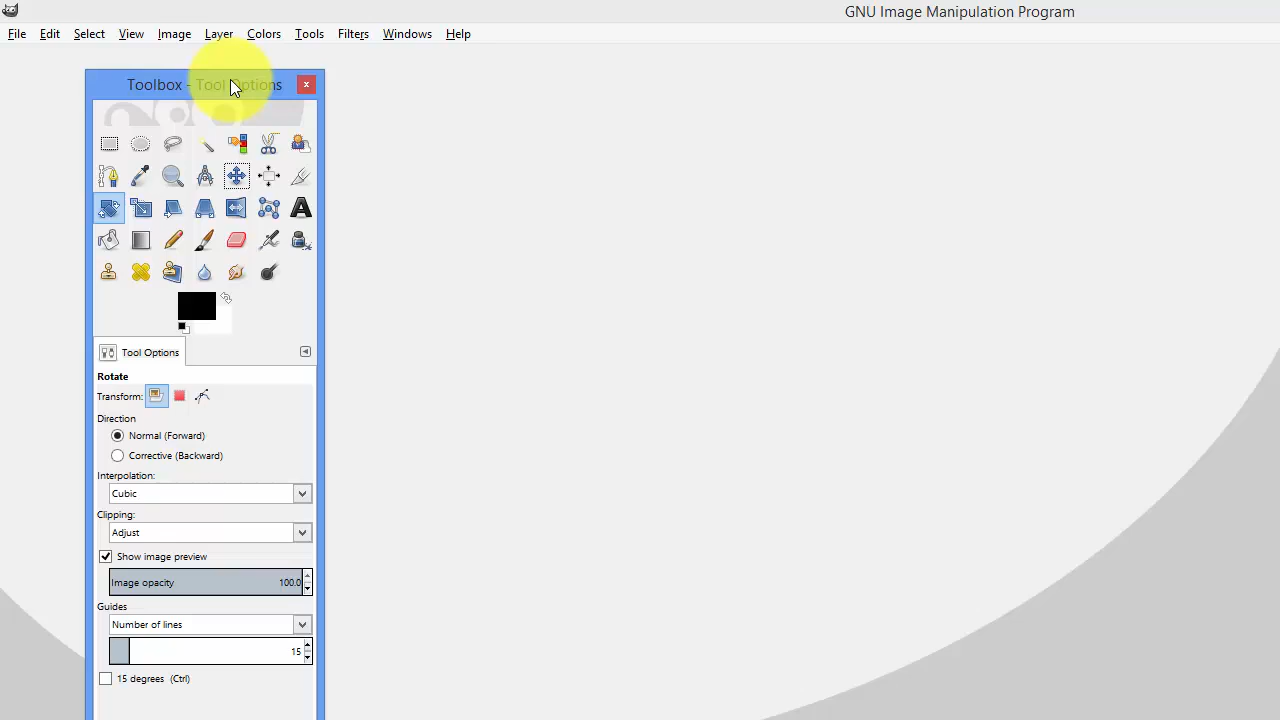 GNU Image Manipulation Program
File Edit Select View Image Layer Colors Tools Filters Windows Help
Toolbox - Tool Options
Tool Options
Rotate
Transform:
Direction
Normal (Forward)
Corrective (Backward)
Interpolation:
Cubic
Clipping:
Adjust
Show image preview
Image opacity 100.0
Guides
Number of lines
15
15 degrees (Ctrl)